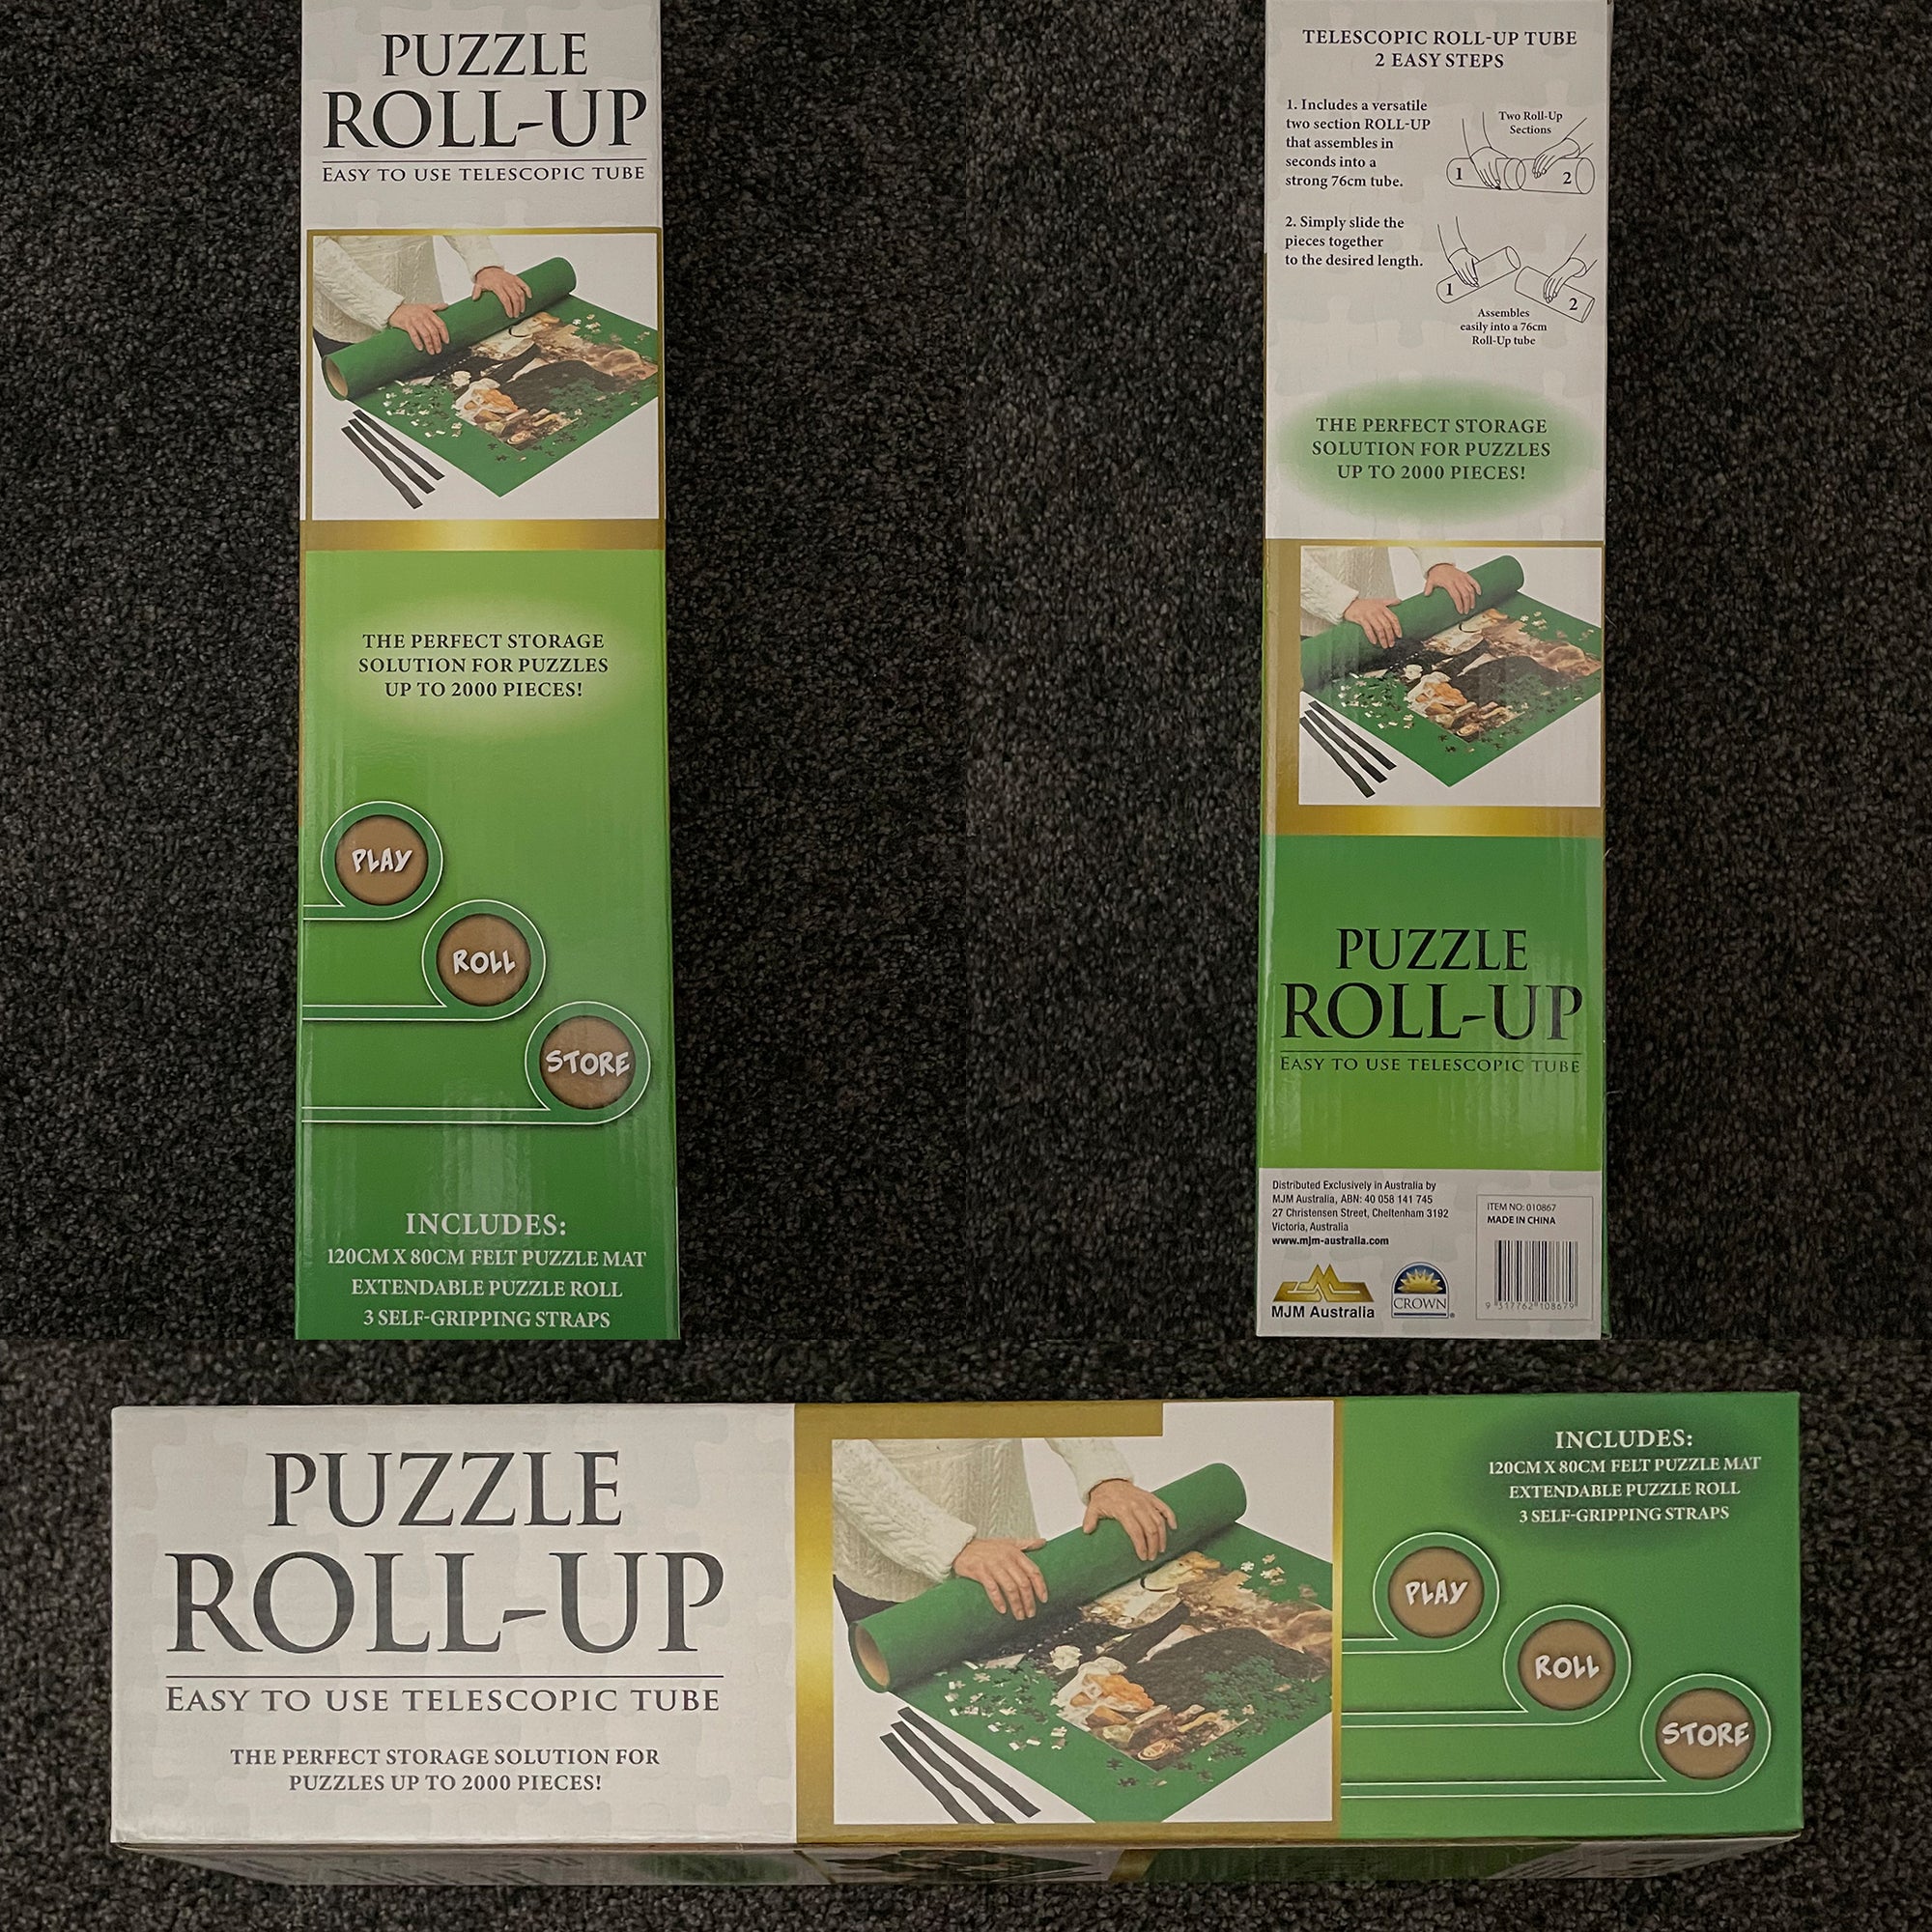 PUZZLE
ROLL-UP
EASY TO USE TELESCOPIC TUBE
THE PERFECT STORAGE
SOLUTION FOR PUZZLES
UP TO 2000 PIECES!
PLAY
ROLL
STORE
INCLUDES:
120CM X 80CM FELT PUZZLE MAT
EXTENDABLE PUZZLE ROLL
3 SELF-GRIPPING STRAPS
TELESCOPIC ROLL-UP TUBE
2 EASY STEPS
1. Includes a versatile
two section ROLL-UP
that assembles in
seconds into a
strong 76cm tube.
Two Roll-Up
Sections
1
2
2. Simply slide the
pieces together
to the desired length.
1
2
Assembles
easily into a 76cm
Roll-Up tube
THE PERFECT STORAGE
SOLUTION FOR PUZZLES
UP TO 2000 PIECES!
PUZZLE
ROLL-UP
EASY TO USE TELESCOPIC TUBE
Distributed Exclusively in Australia by
MJM Australia, ABN: 40 058 141 745
27 Christensen Street, Cheltenham 3192
Victoria, Australia
www.mjm-australia.com
MJM Australia
CROWN
ITEM NO: 010867
MADE IN CHINA
9 317762 108679
PUZZLE
ROLL-UP
EASY TO USE TELESCOPIC TUBE
THE PERFECT STORAGE SOLUTION FOR
PUZZLES UP TO 2000 PIECES!
INCLUDES:
120CM X 80CM FELT PUZZLE MAT
EXTENDABLE PUZZLE ROLL
3 SELF-GRIPPING STRAPS
PLAY
ROLL
STORE